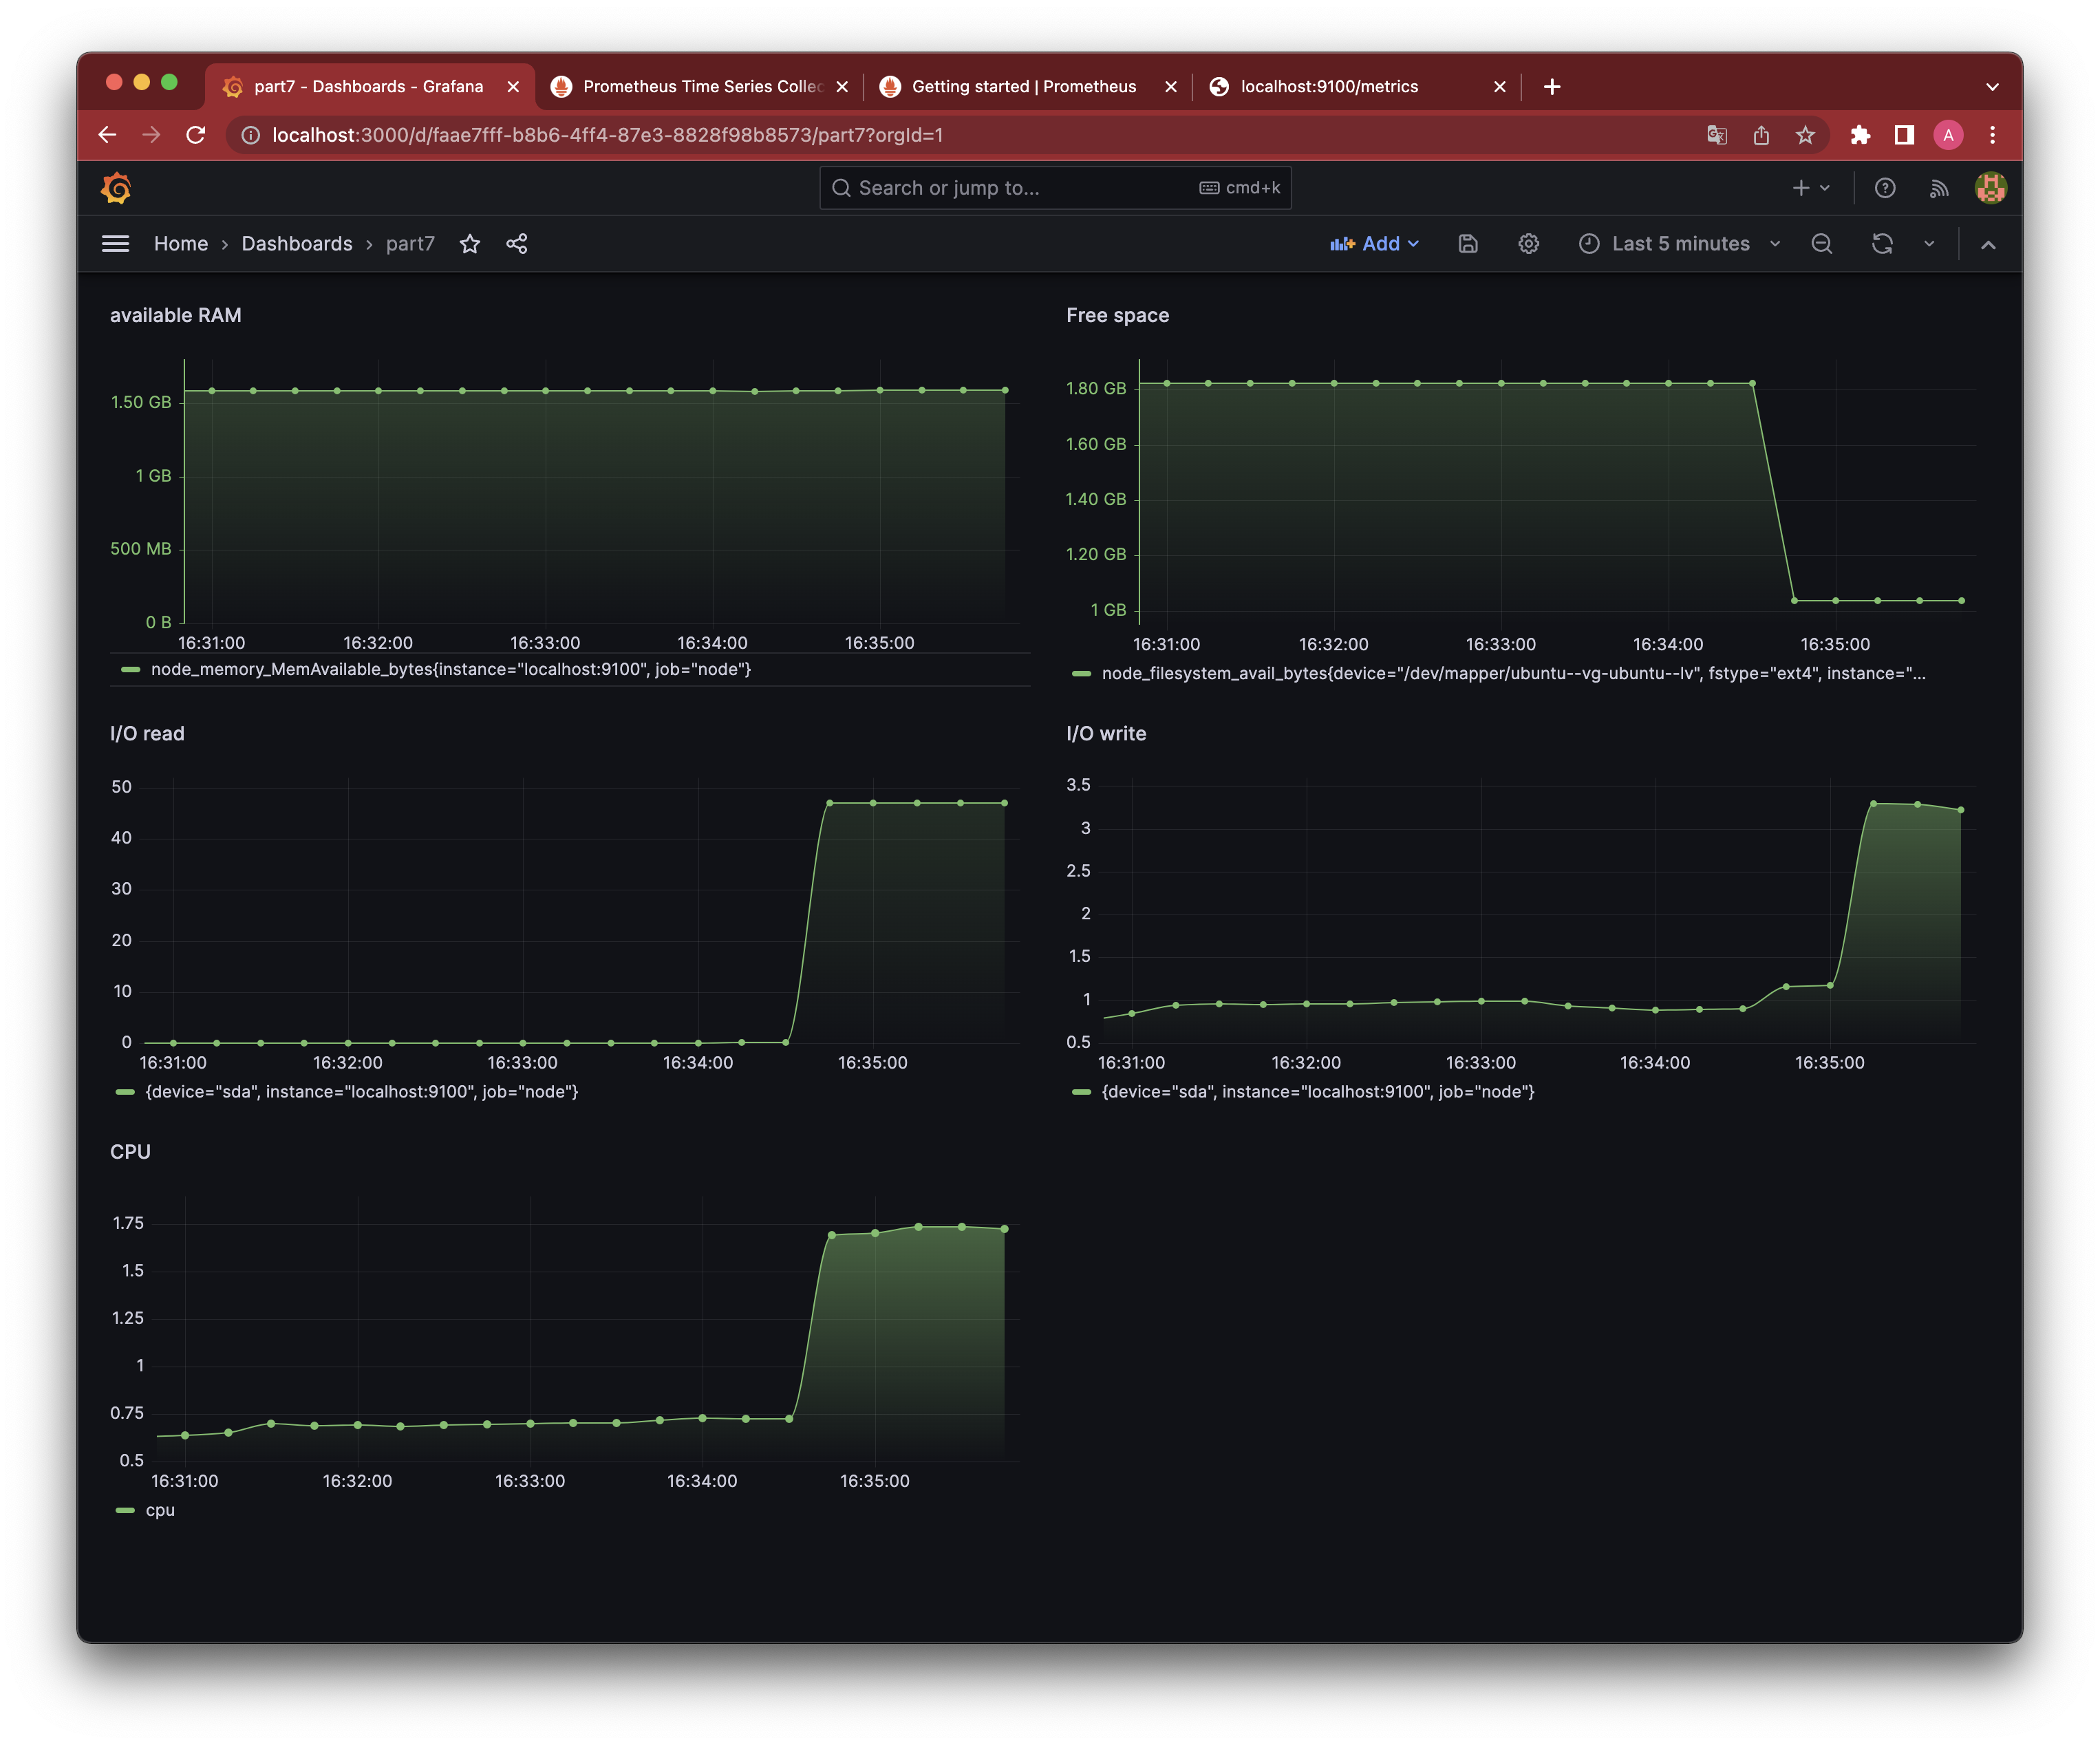 part7 - Dashboards - Grafana
Prometheus Time Series Collec
Getting started | Prometheus
localhost:9100/metrics
localhost:3000/d/faae7fff-b8b6-4ff4-87e3-8828f98b8573/part7?orgId=1
A
Search or jump to...
cmd+k
Home › Dashboards › part7
Add
Last 5 minutes
available RAM
1.50 GB
1 GB
500 MB
0 B
16:31:00 16:32:00 16:33:00 16:34:00 16:35:00
node_memory_MemAvailable_bytes{instance="localhost:9100", job="node"}
Free space
1.80 GB
1.60 GB
1.40 GB
1.20 GB
1 GB
16:31:00 16:32:00 16:33:00 16:34:00 16:35:00
node_filesystem_avail_bytes{device="/dev/mapper/ubuntu--vg-ubuntu--lv", fstype="ext4", instance="...
I/O read
50
40
30
20
10
0
16:31:00 16:32:00 16:33:00 16:34:00 16:35:00
{device="sda", instance="localhost:9100", job="node"}
I/O write
3.5
3
2.5
2
1.5
1
0.5
16:31:00 16:32:00 16:33:00 16:34:00 16:35:00
{device="sda", instance="localhost:9100", job="node"}
CPU
1.75
1.5
1.25
1
0.75
0.5
16:31:00 16:32:00 16:33:00 16:34:00 16:35:00
cpu